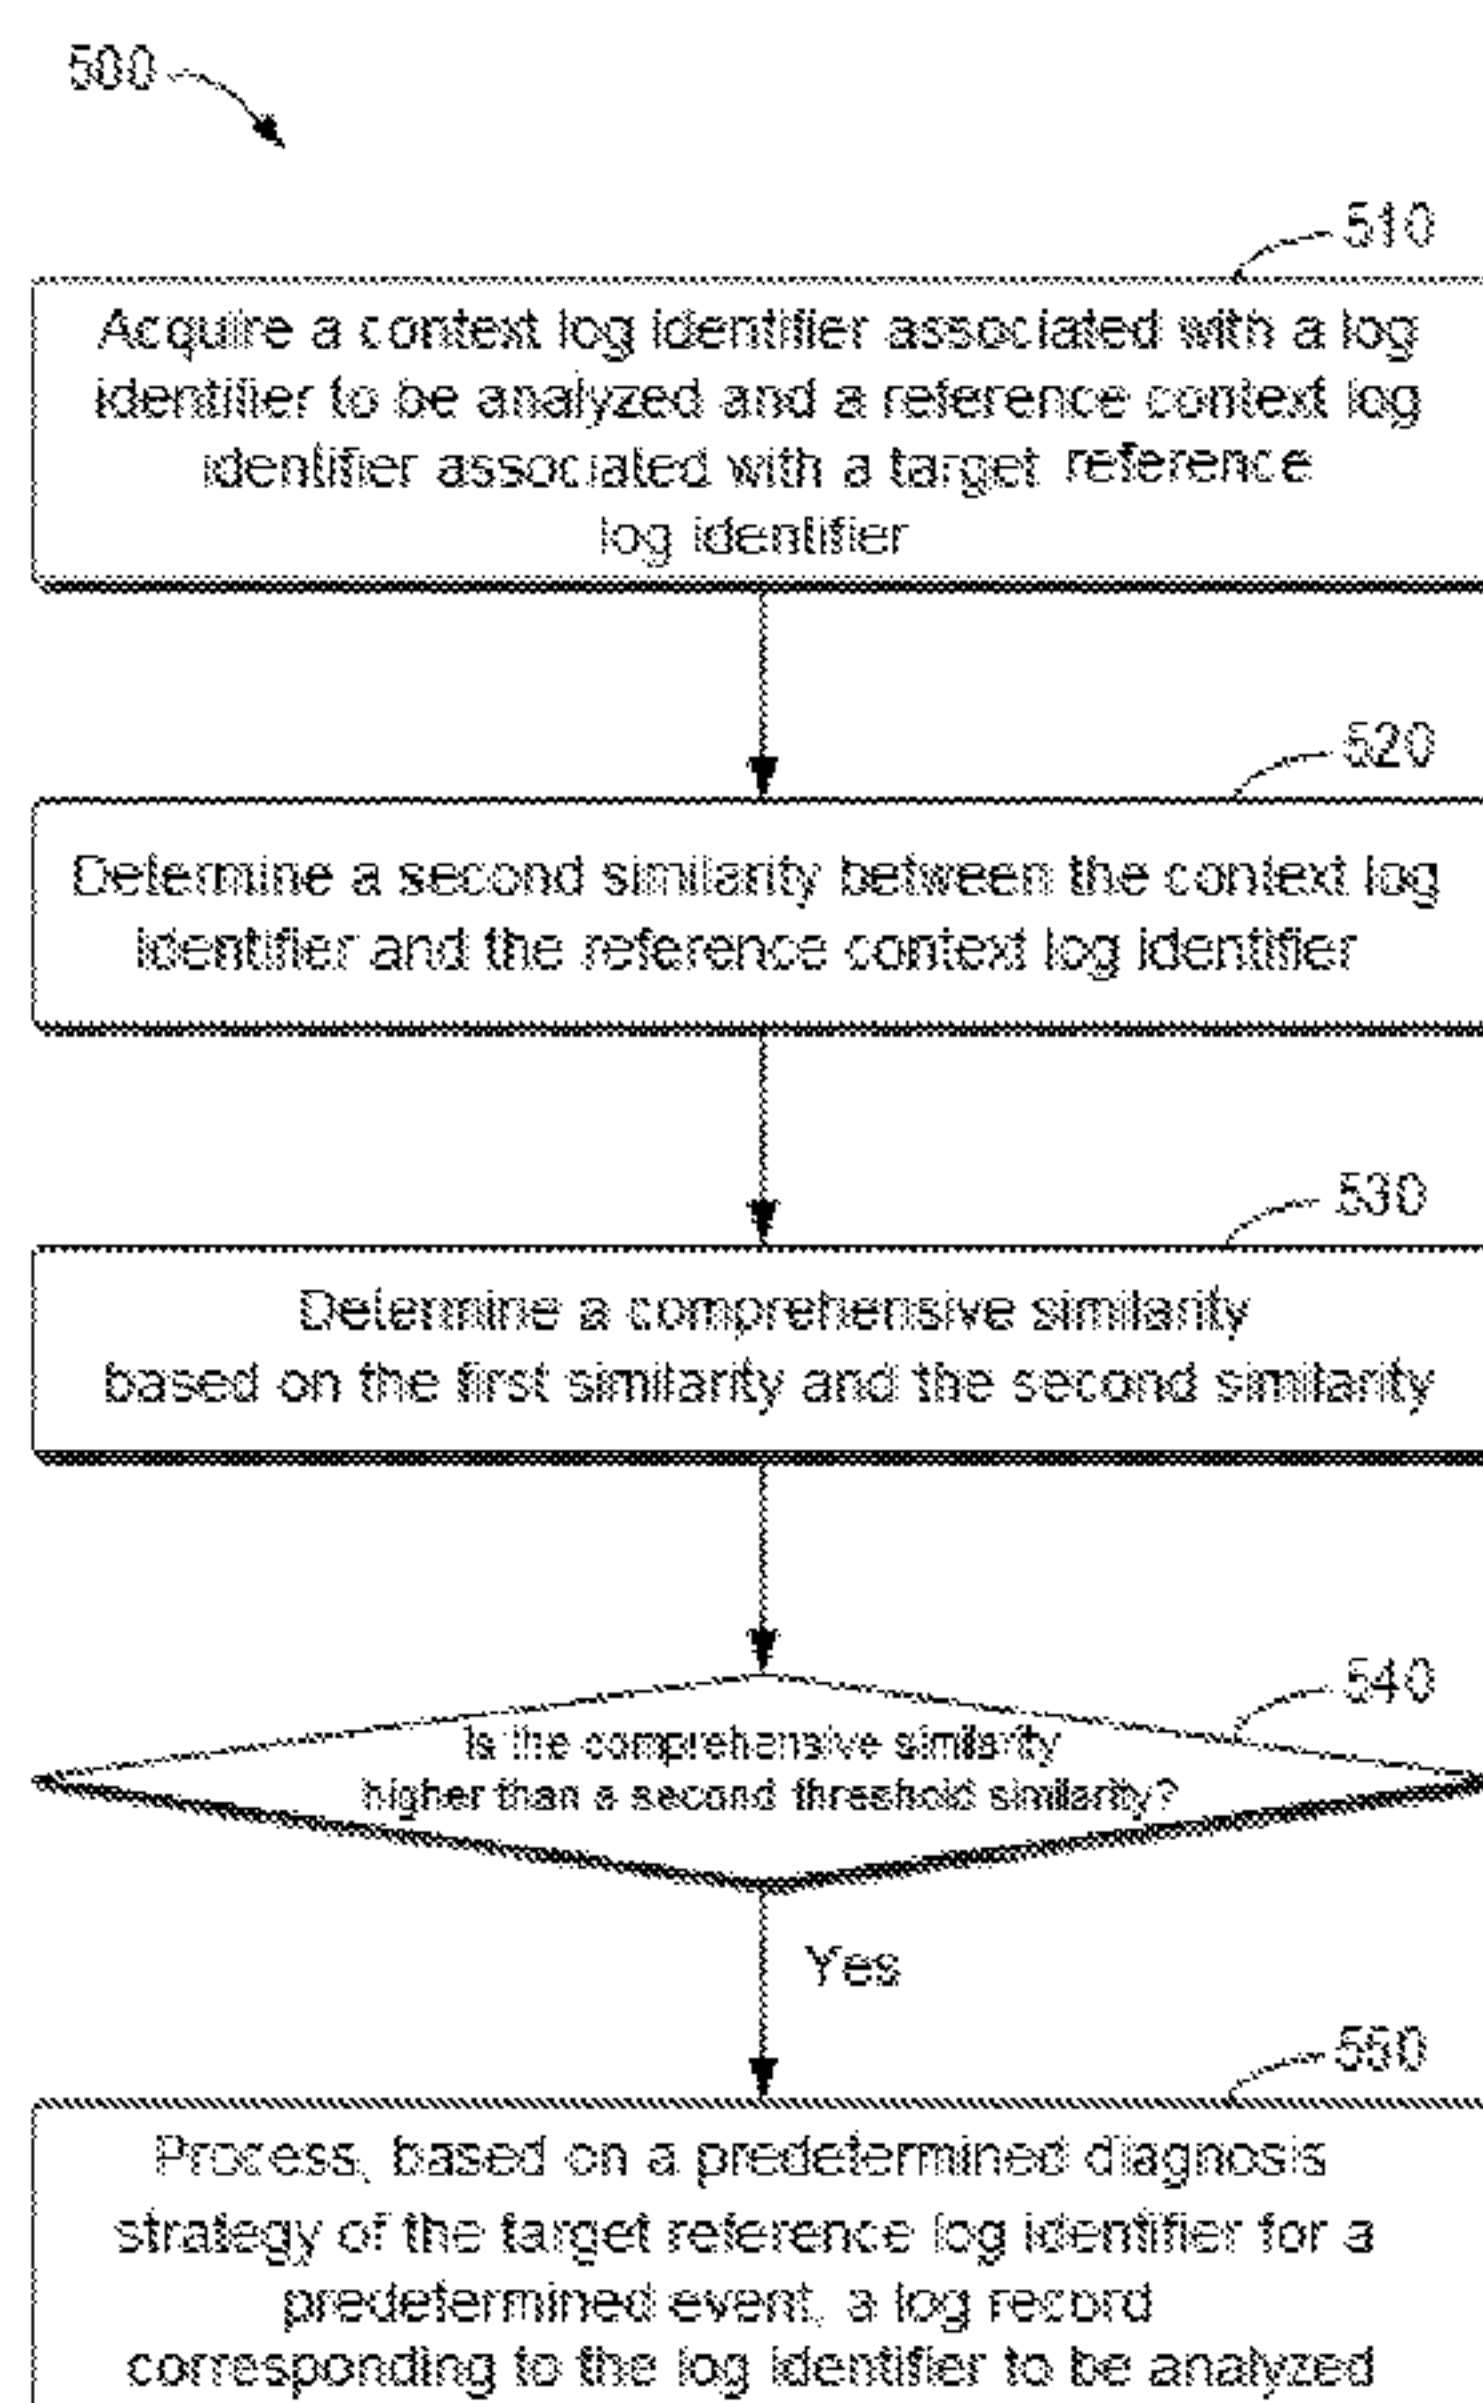 500
510
Acquire a context log identifier associated with a log
identifier to be analyzed and a reference context log
identifier associated with a target reference
log identifier
520
Determine a second similarity between the context log
identifier and the reference context log identifier
530
Determine a comprehensive similarity
based on the first similarity and the second similarity
540
Is the comprehensive similarity
higher than a second threshold similarity?
Yes
550
Process, based on a predetermined diagnosis
strategy of the target reference log identifier for a
predetermined event, a log record
corresponding to the log identifier to be analyzed